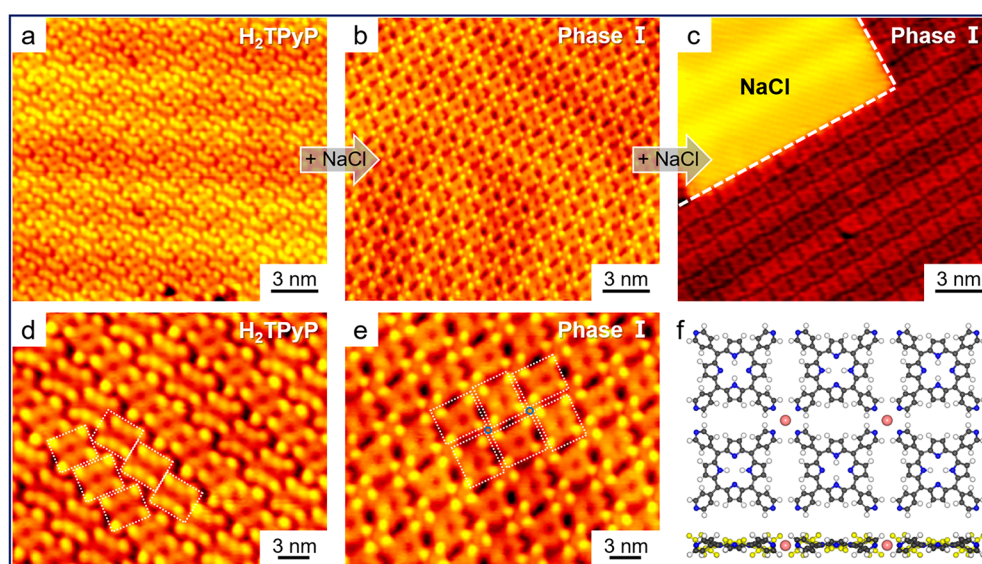 a
H₂TPyP
b
Phase I
c
Phase I
NaCl
+ NaCl
+ NaCl
3 nm
3 nm
3 nm
d
H₂TPyP
e
Phase I
f
3 nm
3 nm